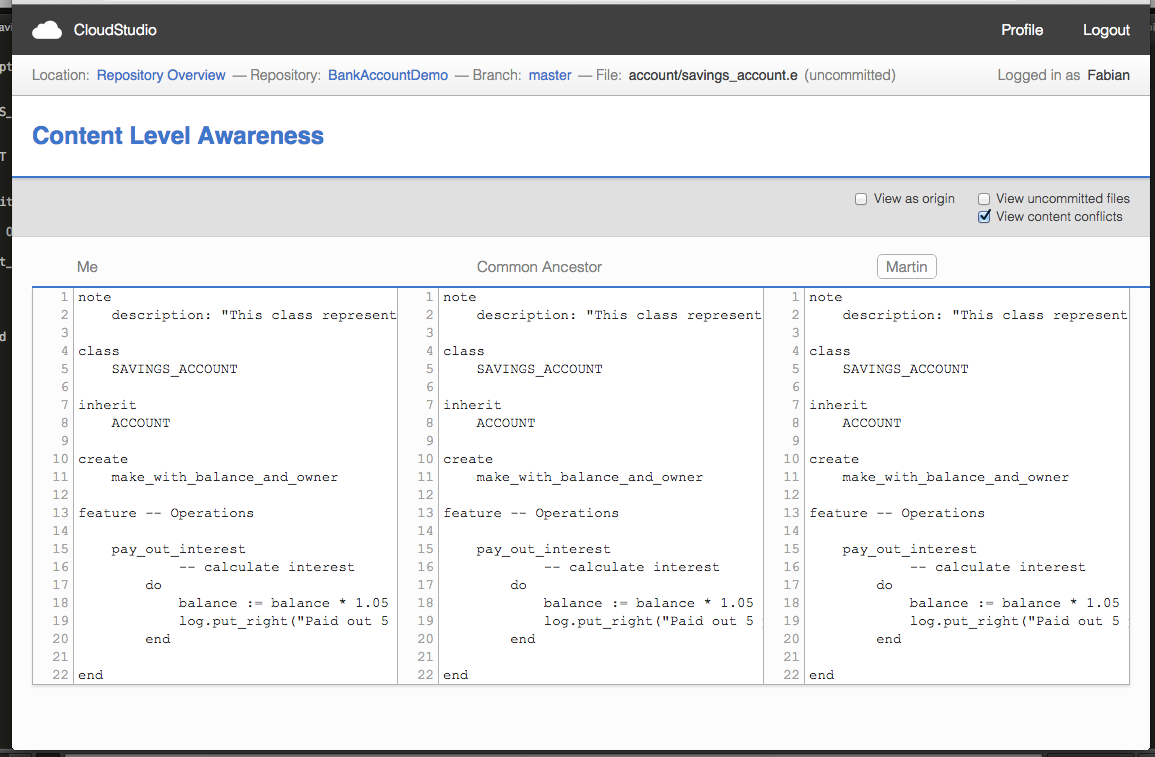 CloudStudio Profile Logout
Location: Repository Overview — Repository: BankAccountDemo — Branch: master — File: account/savings_account.e (uncommitted) Logged in as Fabian
Content Level Awareness
View as origin View uncommitted files
View content conflicts
Me Common Ancestor Martin
1 note 1 note 1 note
2 description: "This class represent 2 description: "This class represent 2 description: "This class represent
3 3 3
4 class 4 class 4 class
5 SAVINGS_ACCOUNT 5 SAVINGS_ACCOUNT 5 SAVINGS_ACCOUNT
6 6 6
7 inherit 7 inherit 7 inherit
8 ACCOUNT 8 ACCOUNT 8 ACCOUNT
9 9 9
10 create 10 create 10 create
11 make_with_balance_and_owner 11 make_with_balance_and_owner 11 make_with_balance_and_owner
12 12 12
13 feature -- Operations 13 feature -- Operations 13 feature -- Operations
14 14 14
15 pay_out_interest 15 pay_out_interest 15 pay_out_interest
16 -- calculate interest 16 -- calculate interest 16 -- calculate interest
17 do 17 do 17 do
18 balance := balance * 1.05 18 balance := balance * 1.05 18 balance := balance * 1.05
19 log.put_right("Paid out 5 19 log.put_right("Paid out 5 19 log.put_right("Paid out 5
20 end 20 end 20 end
21 21 21
22 end 22 end 22 end